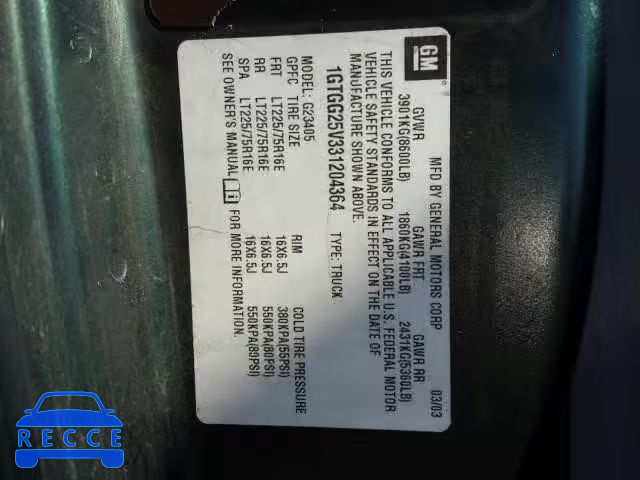 GM
MFD BY GENERAL MOTORS CORP 03/03
GVWR GAWR FRT GAWR RR
3901KG(8600LB) 1860KG(4100LB) 2431KG(5360LB)
THIS VEHICLE CONFORMS TO ALL APPLICABLE U.S. FEDERAL MOTOR
VEHICLE SAFETY STANDARDS IN EFFECT ON THE DATE OF
MANUFACTURE SHOWN ABOVE.
1GTGG25V331204364 TYPE: TRUCK
MODEL: G23405
GPFC TIRE SIZE RIM COLD TIRE PRESSURE
FRT LT225/75R16E 16X6.5J 380KPA(55PSI)
RR LT225/75R16E 16X6.5J 550KPA(80PSI)
SPA LT225/75R16E 16X6.5J 550KPA(80PSI)
SEE OWNER'S MANUAL FOR MORE INFORMATION.
RECCE